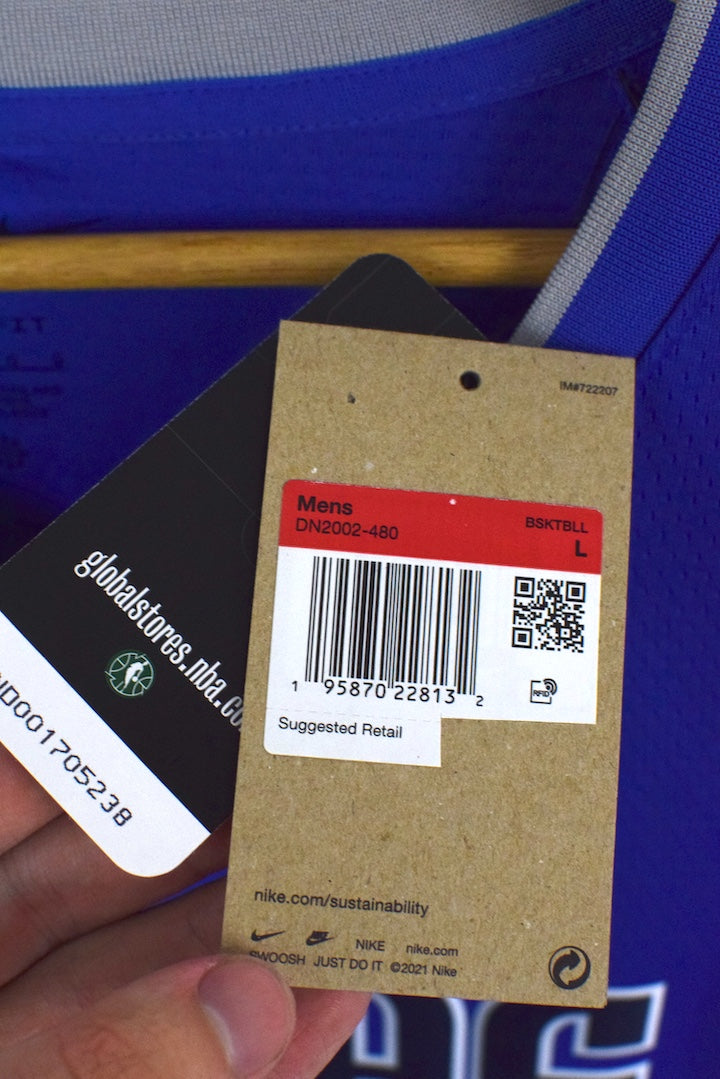 IM#722207
Mens
DN2002-480
BSKTBLL
L
1 95870 22813 2
RFID
Suggested Retail
nike.com/sustainability
NIKE nike.com
SWOOSH JUST DO IT ©2021 Nike
globalstores.nba.co
D001705238